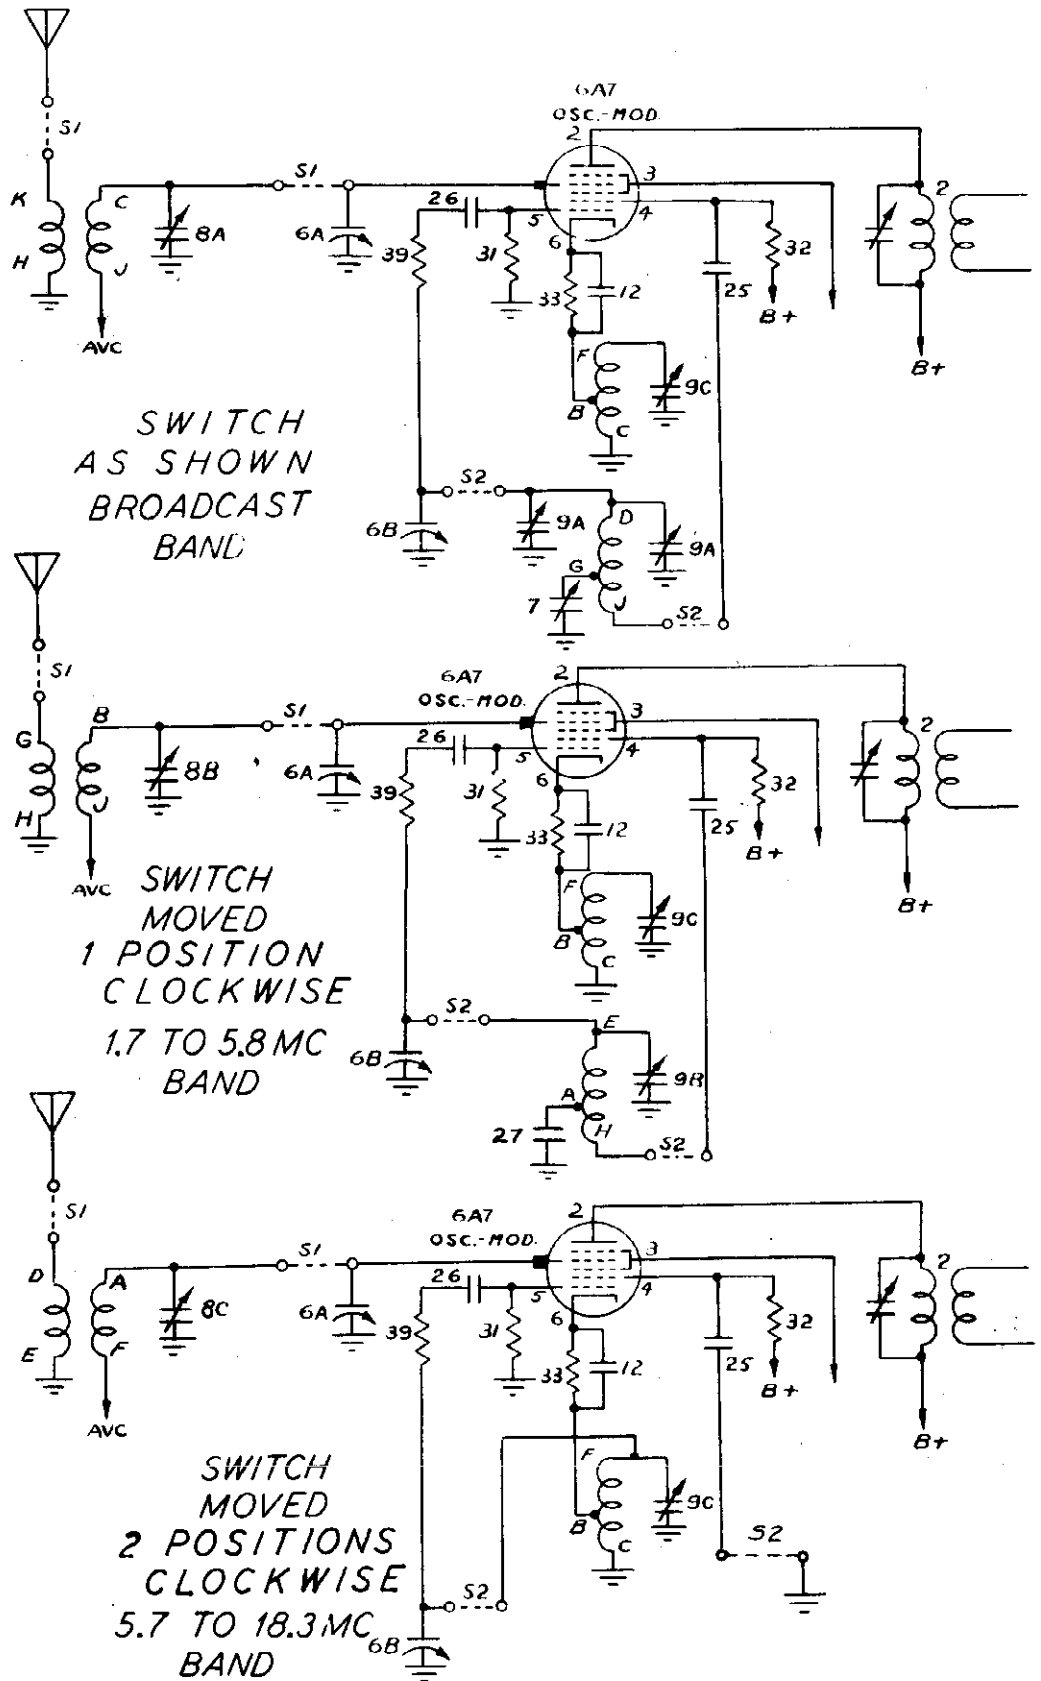 6A7
OSC.-MOD.
2
S1
3
K
C
S1
4
26
5
8A
6A
39
31
6
32
2
H
J
33
12
25
B+
AVC
F
9C
B+
B
C
SWITCH
AS SHOWN
BROADCAST
BAND
S2
6B
9A
D
9A
G
7
J
S2
S1
6A7
2
OSC.-MOD.
B
S1
3
2
G
26
5
4
8B
6A
39
31
6
32
H
J
33
12
25
B+
AVC
SWITCH
MOVED
1 POSITION
CLOCKWISE
1.7 TO 5.8 MC
BAND
F
9C
B+
B
C
S2
E
6B
9B
A
H
27
S2
S1
6A7
2
OSC.-MOD.
S1
3
2
D
A
26
5
4
8C
6A
39
31
6
32
E
F
33
12
25
B+
AVC
B+
SWITCH
MOVED
2 POSITIONS
CLOCKWISE
5.7 TO 18.3 MC
BAND
F
9C
B
C
S2
S2
6B